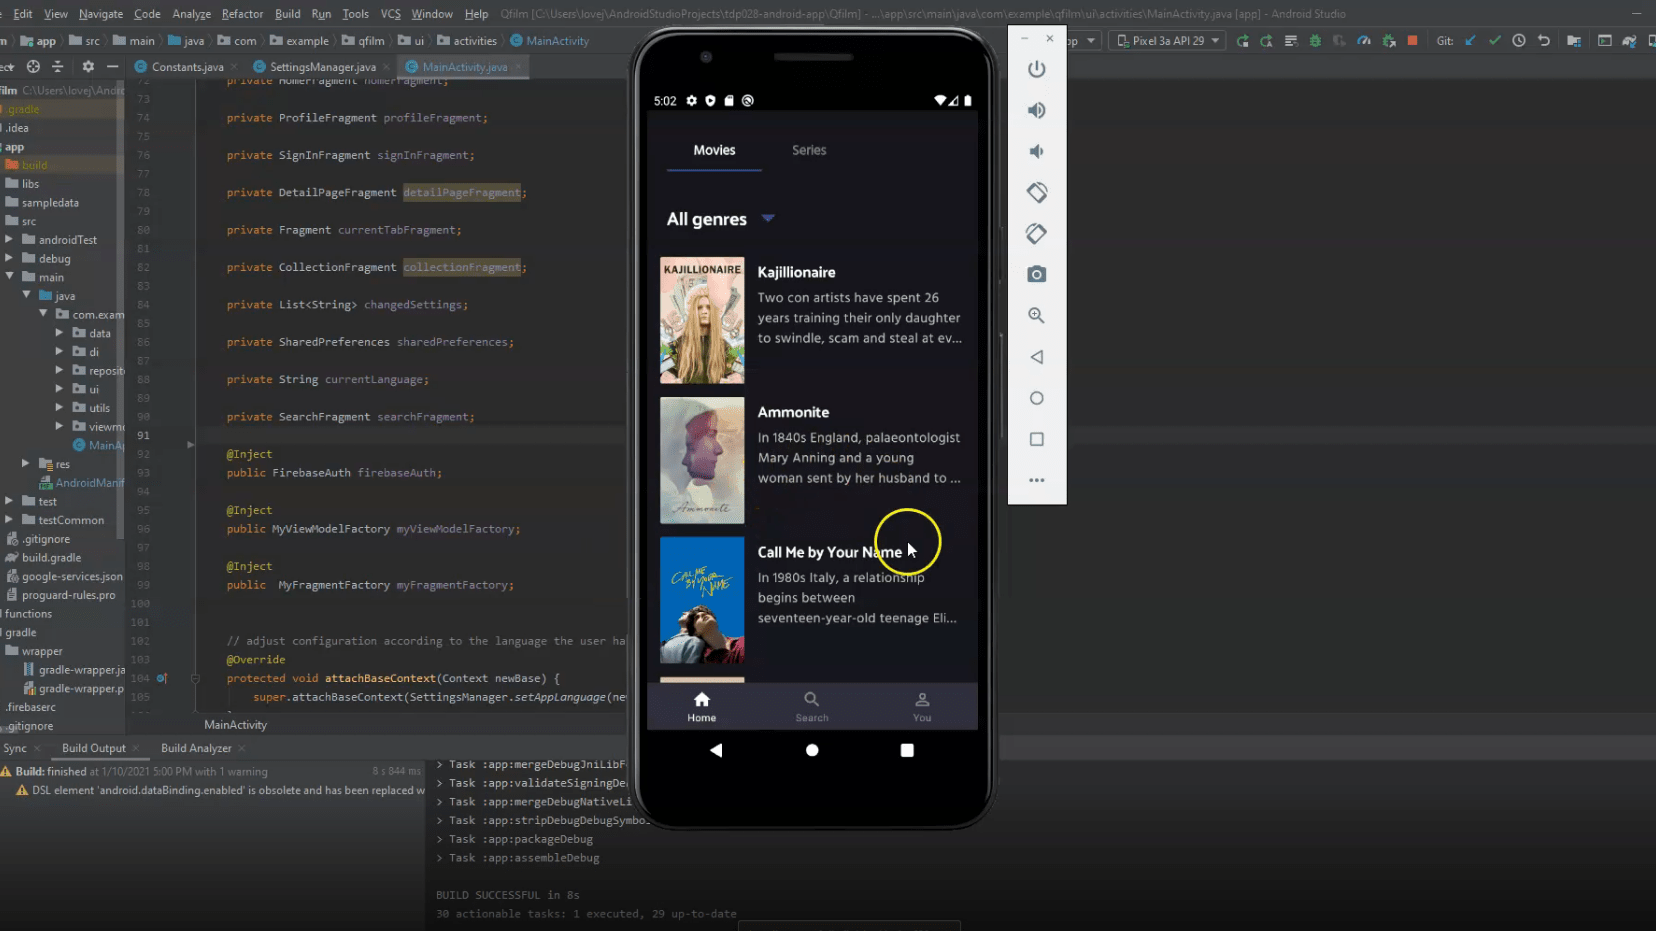 Edit View Navigate Code Analyze Refactor Build Run Tools VCS Window Help Qfilm [C:\Users\lovej\AndroidStudioProjects\tdp028-android-app\Qfilm] - ...\app\src\main\java\com\example\qfilm\ui\activities\MainActivity.java [app] - Android Studio
app src main java com example qfilm ui activities MainActivity
Pixel 3a API 29 Git:
Constants.java SettingsManager.java MainActivity.java
C:\Users\lovej\Andro
.gradle
.idea
app
build
libs
sampledata
src
androidTest
debug
main
java
com.exam
data
di
reposit
ui
utils
viewmo
MainA
res
AndroidManif
test
testCommon
.gitignore
build.gradle
google-services.json
proguard-rules.pro
functions
gradle
wrapper
gradle-wrapper.ja
gradle-wrapper.p
.firebaserc
.gitignore
72 private HomeFragment homeFragment;
73
74 private ProfileFragment profileFragment;
75
76 private SignInFragment signInFragment;
77
78 private DetailPageFragment detailPageFragment;
79
80 private Fragment currentTabFragment;
81
82 private CollectionFragment collectionFragment;
83
84 private List<String> changedSettings;
85
86 private SharedPreferences sharedPreferences;
87
88 private String currentLanguage;
89
90 private SearchFragment searchFragment;
91
92 @Inject
93 public FirebaseAuth firebaseAuth;
94
95 @Inject
96 public MyViewModelFactory myViewModelFactory;
97
98 @Inject
99 public MyFragmentFactory myFragmentFactory;
100
101
102 // adjust configuration according to the language the user ha
103 @Override
104 protected void attachBaseContext(Context newBase) {
105 super.attachBaseContext(SettingsManager.setAppLanguage(ne
MainActivity
5:02
Movies Series
All genres
KAJILLIONAIRE
Kajillionaire
Two con artists have spent 26
years training their only daughter
to swindle, scam and steal at ev...
Ammonite
Ammonite
In 1840s England, palaeontologist
Mary Anning and a young
woman sent by her husband to ...
CALL ME
BY YOUR
NAME
Call Me by Your Name
In 1980s Italy, a relationship
begins between
seventeen-year-old teenage Eli...
Home Search You
Sync Build Output Build Analyzer
Build: finished at 1/10/2021 5:00 PM with 1 warning 8 s 844 ms
DSL element 'android.dataBinding.enabled' is obsolete and has been replaced w
> Task :app:mergeDebugJniLibF
> Task :app:validateSigningDe
> Task :app:mergeDebugNativeLi
> Task :app:stripDebugDebugSymbo
> Task :app:packageDebug
> Task :app:assembleDebug
BUILD SUCCESSFUL in 8s
30 actionable tasks: 1 executed, 29 up-to-date